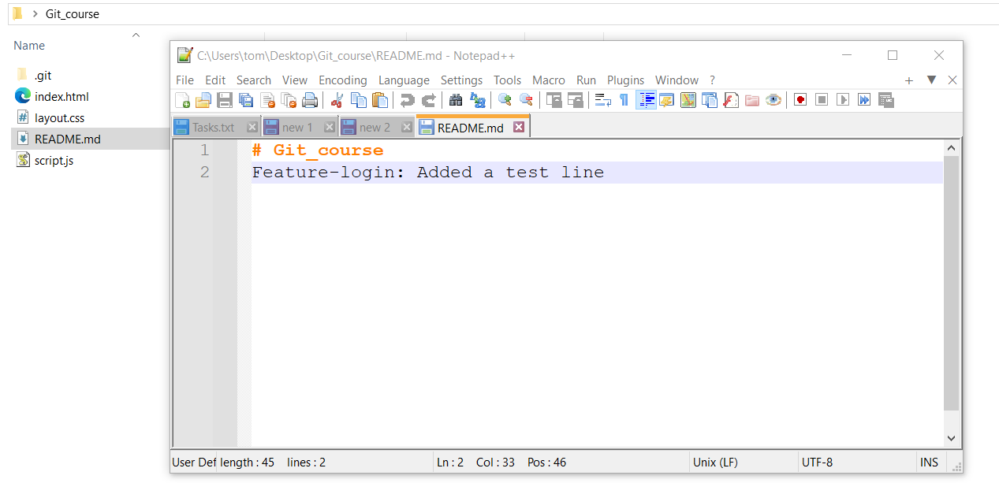 Git_course
Name
.git
index.html
layout.css
README.md
script.js
C:\Users\tom\Desktop\Git_course\README.md - Notepad++
File Edit Search View Encoding Language Settings Tools Macro Run Plugins Window ?
Tasks.txt new 1 new 2 README.md
1 # Git_course
2 Feature-login: Added a test line
User Def length : 45 lines : 2 Ln : 2 Col : 33 Pos : 46 Unix (LF) UTF-8 INS